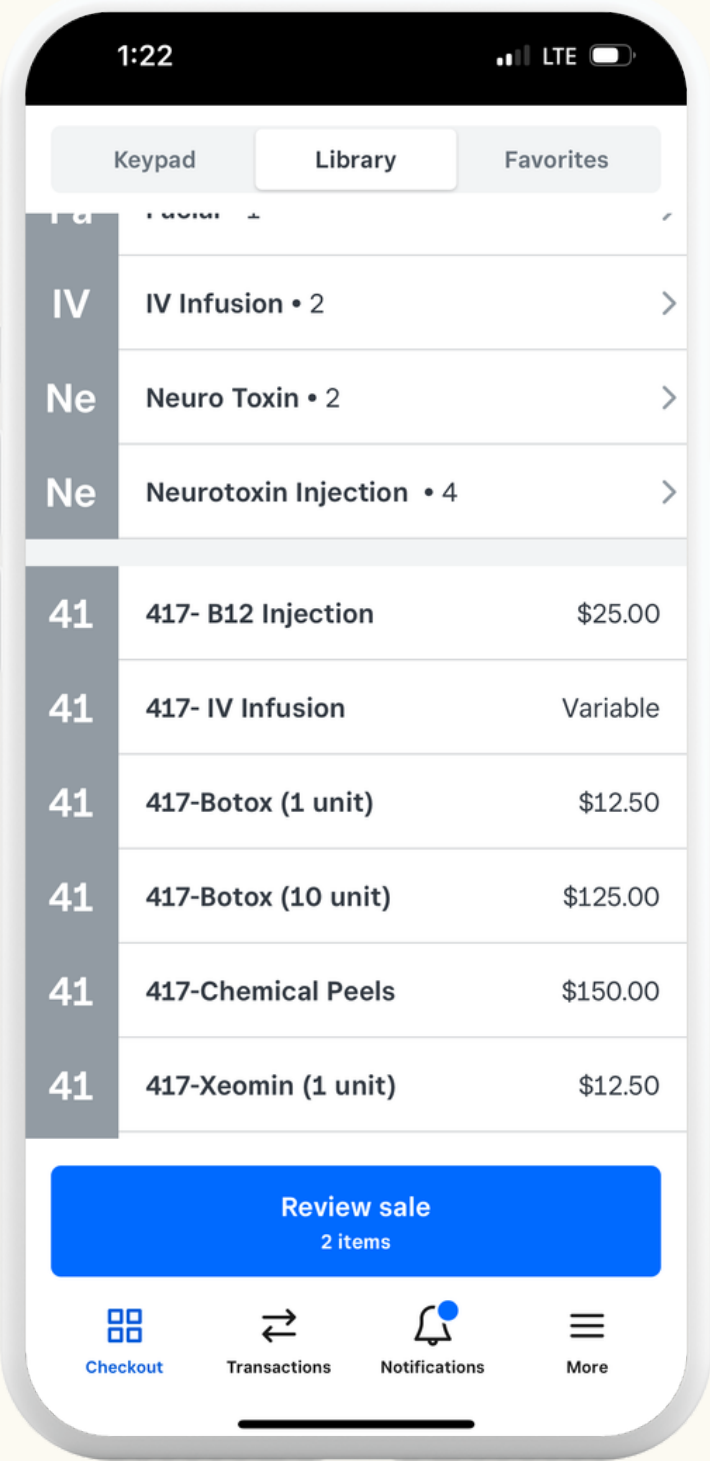 1:22 LTE
Keypad Library Favorites
Fa Facial 1
IV IV Infusion • 2
Ne Neuro Toxin • 2
Ne Neurotoxin Injection • 4
41 417- B12 Injection $25.00
41 417- IV Infusion Variable
41 417-Botox (1 unit) $12.50
41 417-Botox (10 unit) $125.00
41 417-Chemical Peels $150.00
41 417-Xeomin (1 unit) $12.50
Review sale
2 items
Checkout Transactions Notifications More